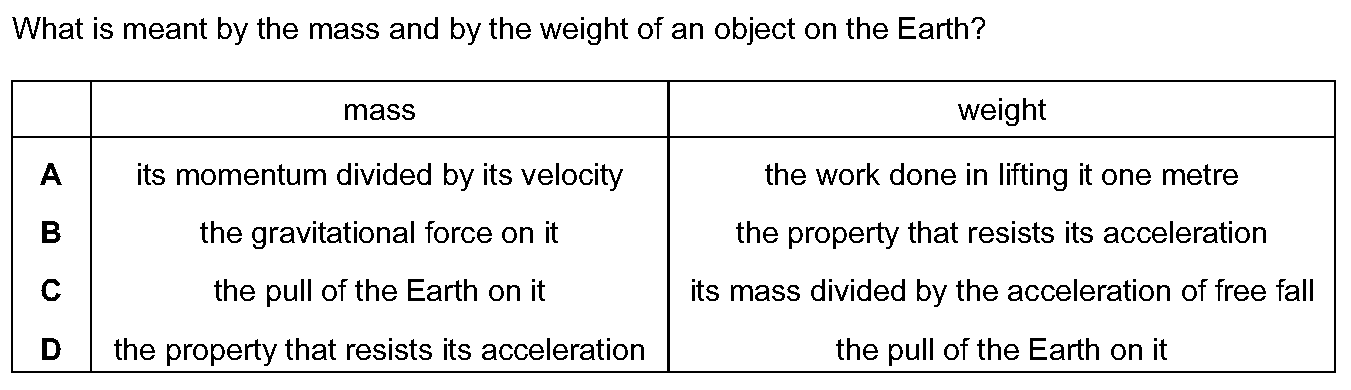 What is meant by the mass and by the weight of an object on the Earth?
mass weight
A its momentum divided by its velocity the work done in lifting it one metre
B the gravitational force on it the property that resists its acceleration
C the pull of the Earth on it its mass divided by the acceleration of free fall
D the property that resists its acceleration the pull of the Earth on it